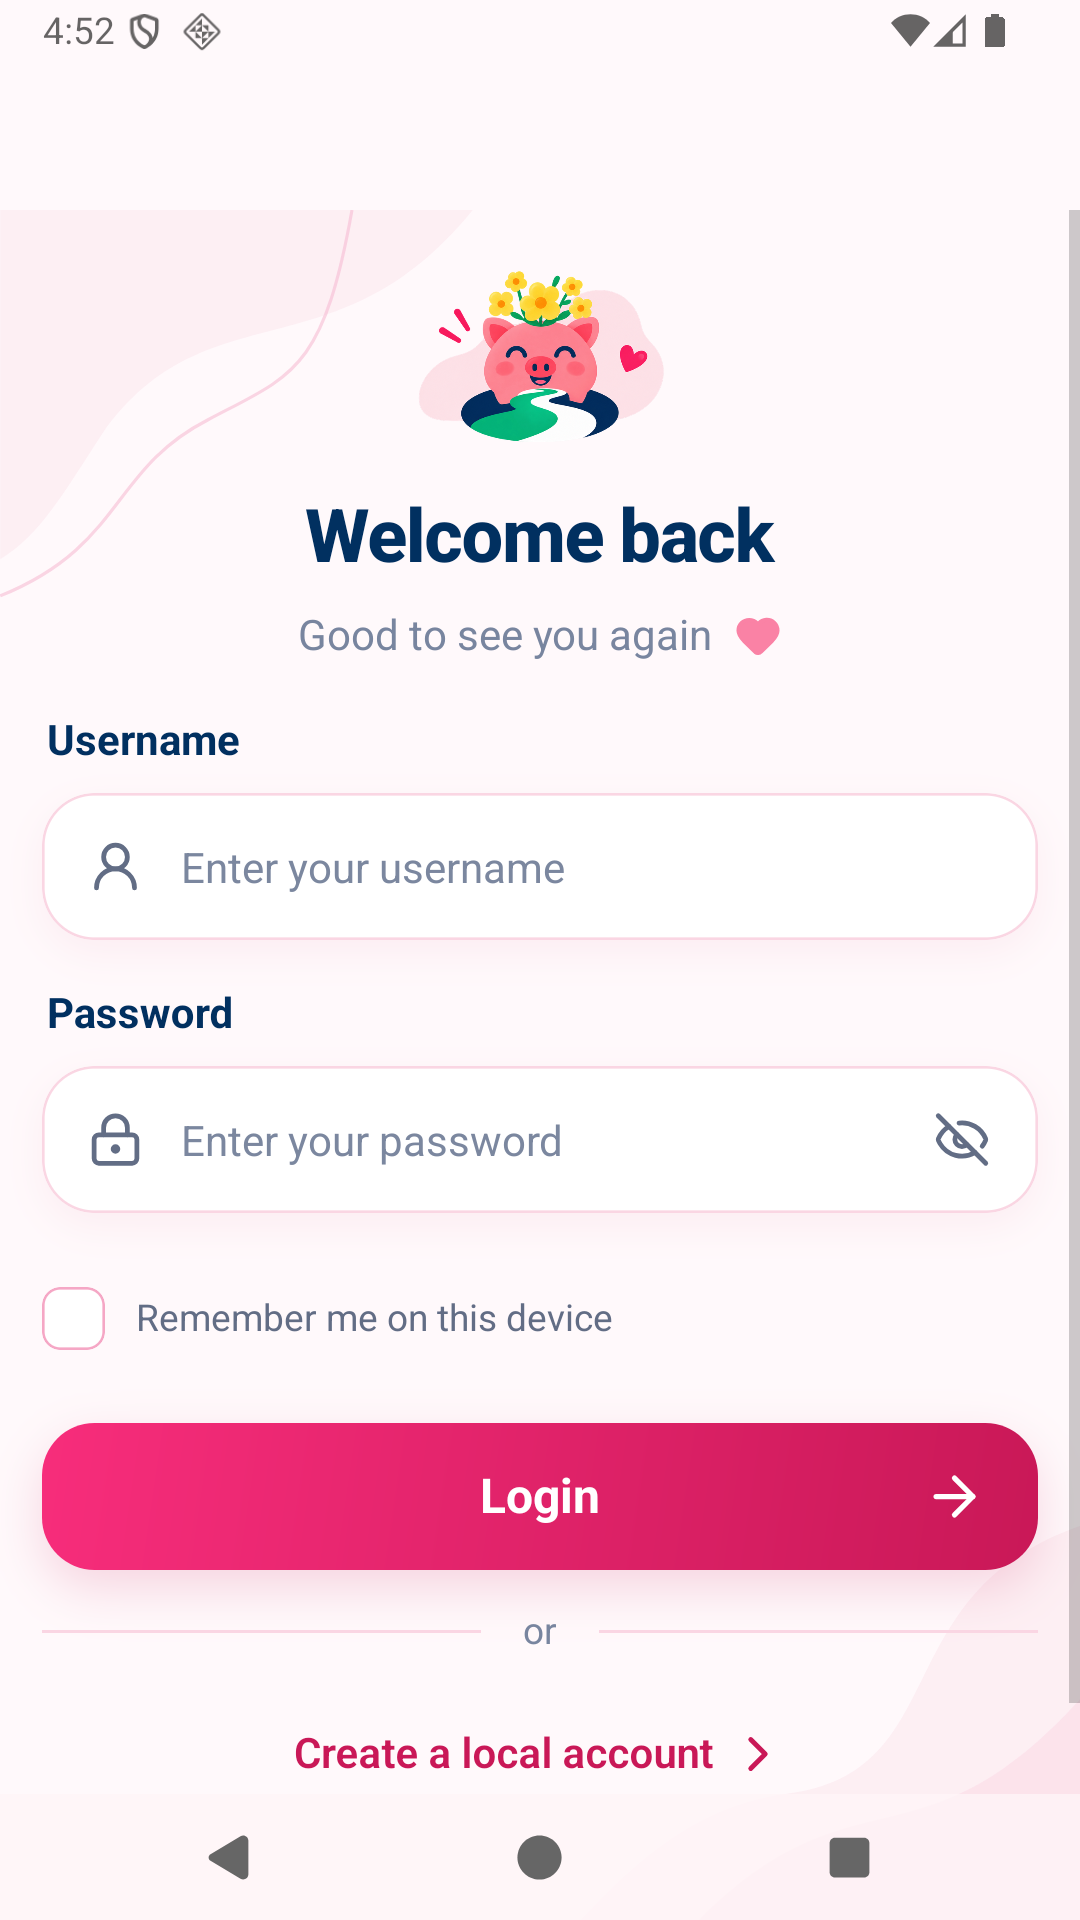 4:52
Welcome back
Good to see you again
Username
Enter your username
Password
Enter your password
Remember me on this device
Login
or
Create a local account